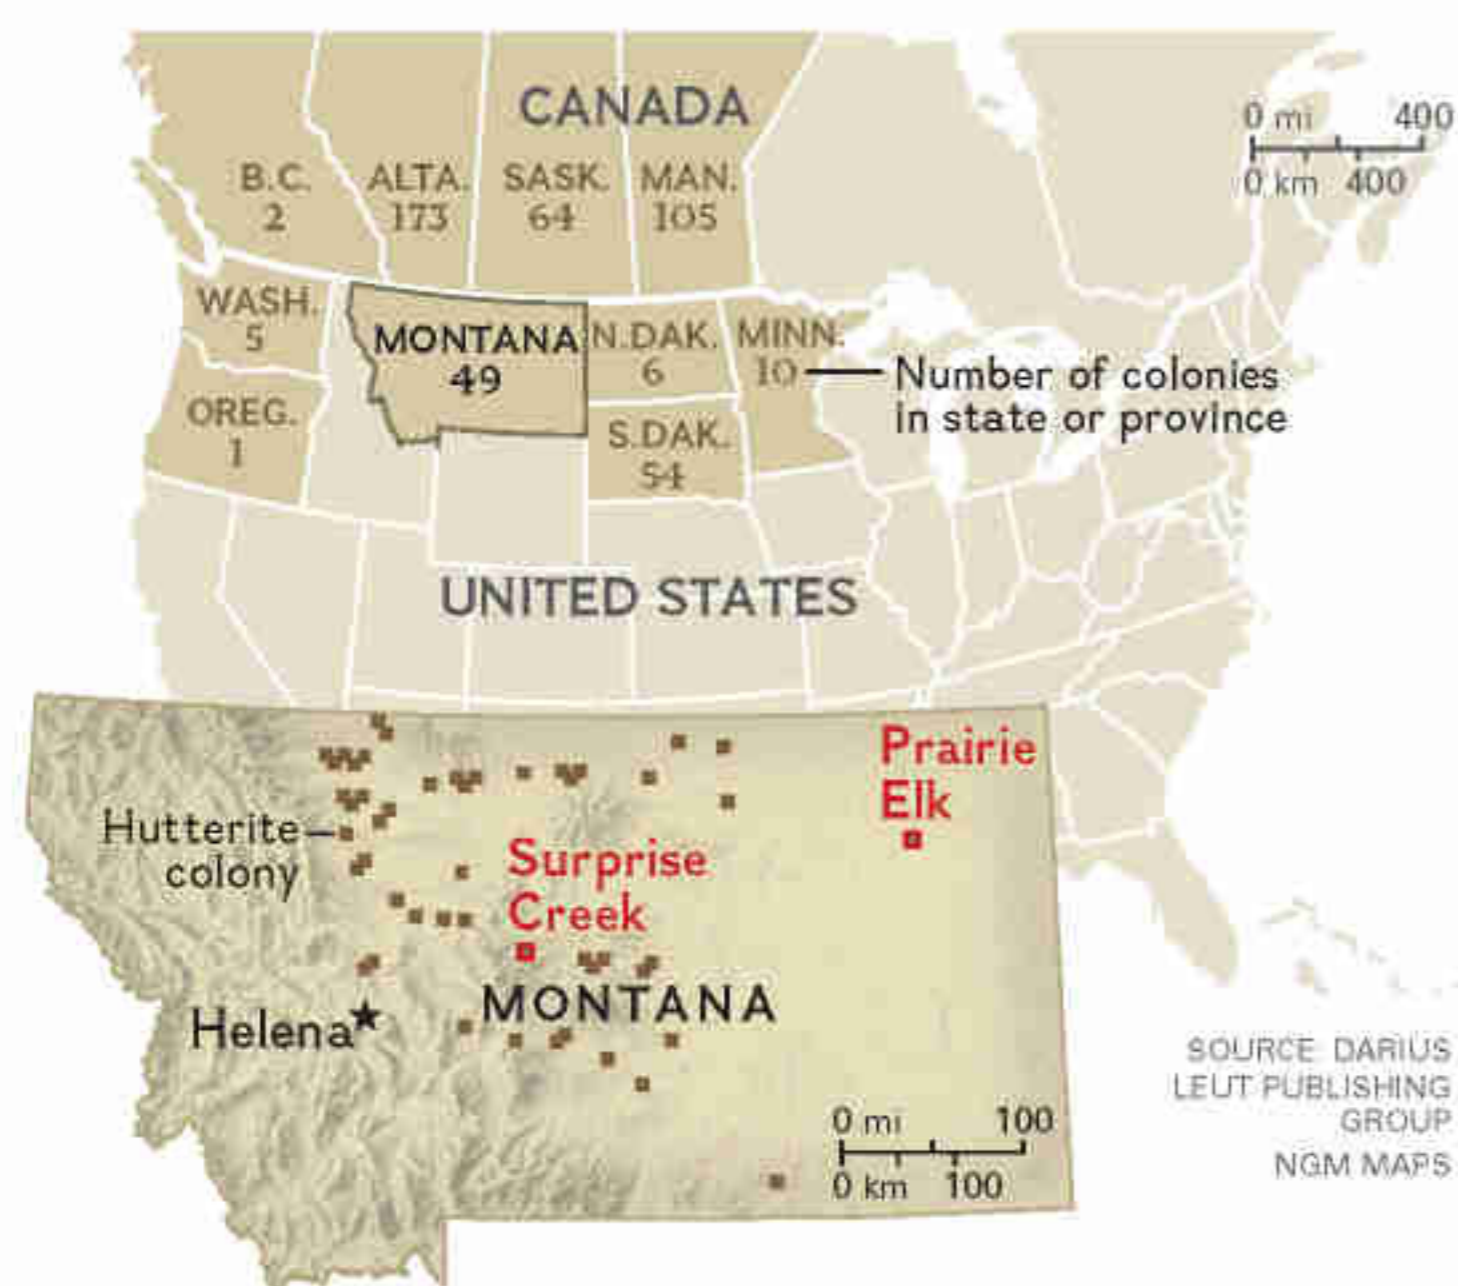 CANADA
0 mi 400
0 km 400
B.C.
2
ALTA.
173
SASK.
64
MAN.
105
WASH.
5
MONTANA
49
N.DAK.
6
MINN.
10
Number of colonies
in state or province
OREG.
1
S.DAK.
54
UNITED STATES
Prairie
Elk
Hutterite
colony
Surprise
Creek
MONTANA
Helena
0 mi 100
0 km 100
SOURCE: DARIUS
LEUT PUBLISHING
GROUP
NGM MAPS